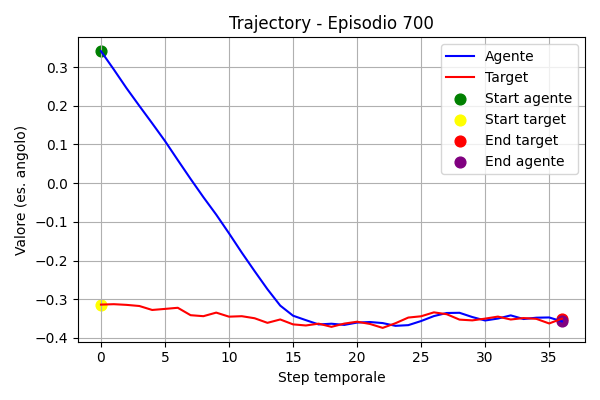 Trajectory - Episodio 700
Agente
Target
Start agente
Start target
End target
End agente
Valore (es. angolo)
0.3
0.2
0.1
0.0
−0.1
−0.2
−0.3
−0.4
0 5 10 15 20 25 30 35
Step temporale